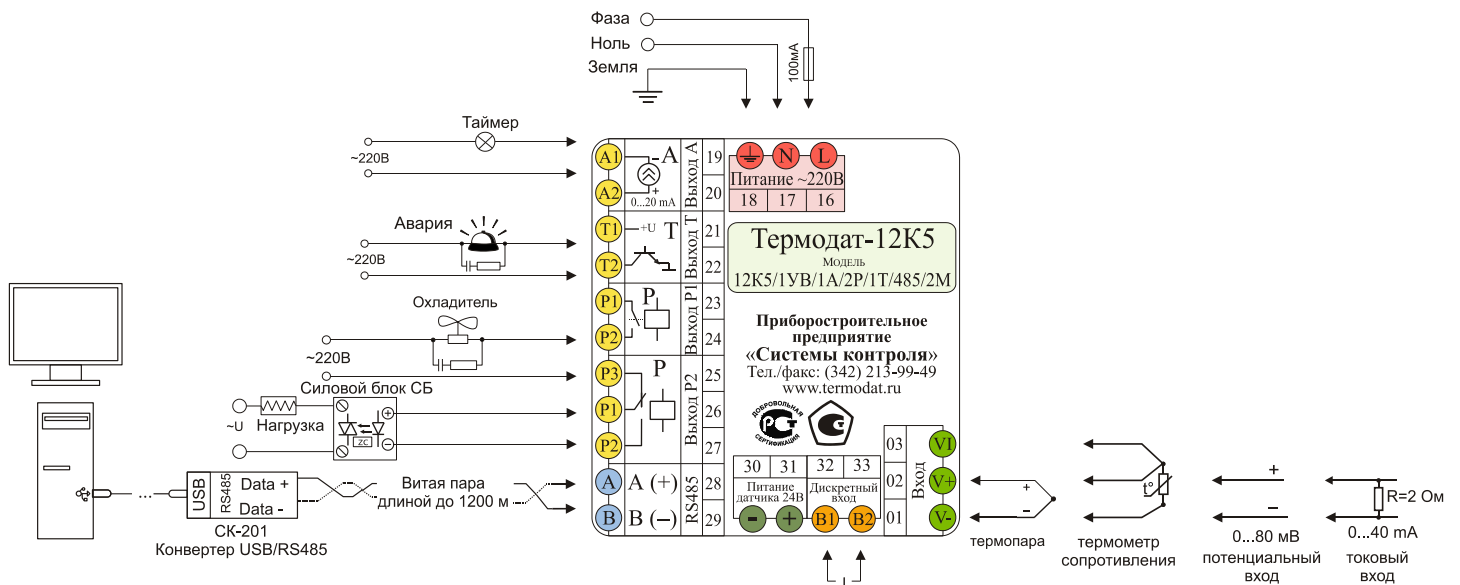 Фаза
Ноль
Земля
100мА
Таймер
~220В
Авария
~220В
Охладитель
~220В
Силовой блок СБ
~U
Нагрузка
ZC
USB
RS485
Data +
Data -
СК-201
Конвертер USB/RS485
Витая пара
длиной до 1200 м
A1
A2
-A
+
0...20 mA
Выход А
19
20
T1
T2
+U
T
Выход Т
21
22
P1
P2
P
Выход Р1
23
24
P3
P1
P2
P
Выход Р2
25
26
27
A
B
A (+)
B (–)
RS485
28
29
N
L
Питание ~220В
18
17
16
Термодат-12К5
Модель
12К5/1УВ/1А/2Р/1Т/485/2М
Приборостроительное
предприятие
«Системы контроля»
Тел./факс: (342) 213-99-49
www.termodat.ru
ДОБРОВОЛЬНАЯ
РСТ
СЕРТИФИКАЦИЯ
30
31
32
33
Питание
датчика 24В
Дискретный
вход
-
+
B1
B2
03
02
01
Вход
VI
V+
V-
+
–
термопара
t°
термометр
сопротивления
+
–
0...80 мВ
потенциальный
вход
R=2 Ом
0...40 mA
токовый
вход